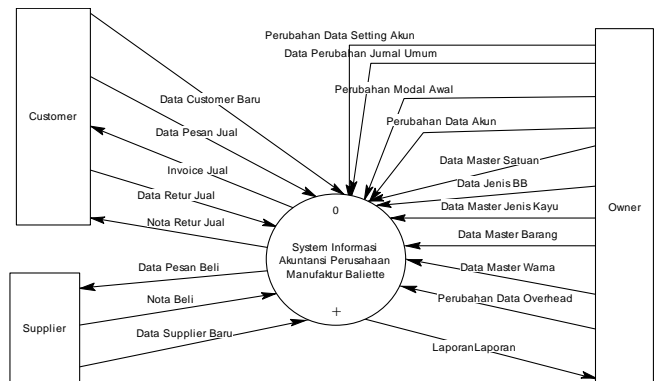 Perubahan Data Setting Akun
Data Perubahan Jurnal Umum
Perubahan Modal Awal
Data Customer Baru
Customer
Perubahan Data Akun
Data Pesan Jual
Data Master Satuan
Invoice Jual
Data Jenis BB
Data Retur Jual
Data Master Jenis Kayu
Owner
0
Nota Retur Jual
Data Master Barang
System Informasi
Akuntansi Perusahaan
Manufaktur Baliette
Data Pesan Beli
Data Master Warna
Nota Beli
Perubahan Data Overhead
+
Supplier
Data Supplier Baru
LaporanLaporan